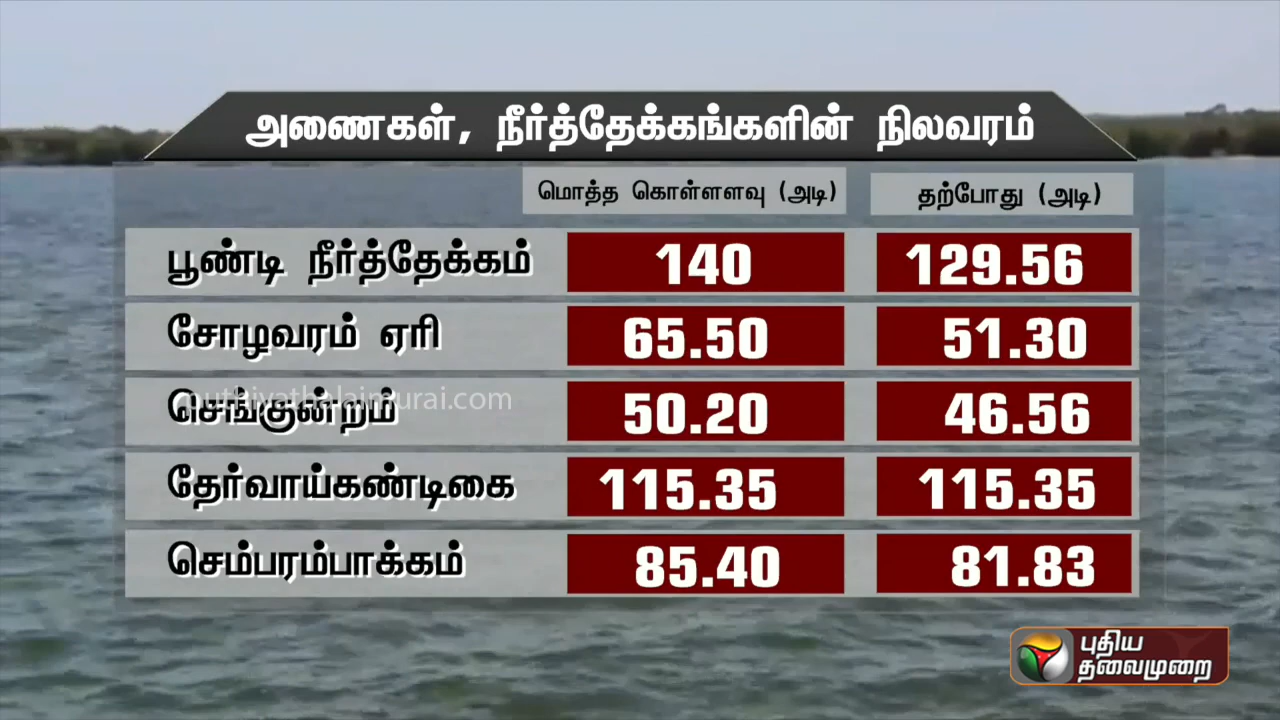 அணைகள், நீர்த்தேக்கங்களின் நிலவரம்
மொத்த கொள்ளளவு (அடி) தற்போது (அடி)
பூண்டி நீர்த்தேக்கம் 140 129.56
சோழவரம் ஏரி 65.50 51.30
puthiyathalaimurai.com
செங்குன்றம் 50.20 46.56
தேர்வாய்கண்டிகை 115.35 115.35
செம்பரம்பாக்கம் 85.40 81.83
புதிய
தலைமுறை